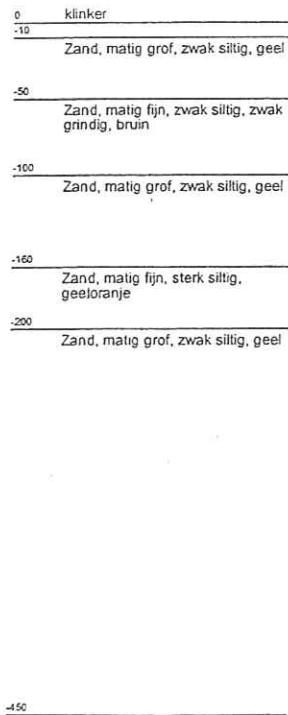 0 klinker
-10
Zand, matig grof, zwak siltig, geel
-50
Zand, matig fijn, zwak siltig, zwak
grindig, bruin
-100
Zand, matig grof, zwak siltig, geel
-160
Zand, matig fijn, sterk siltig,
geeloranje
-200
Zand, matig grof, zwak siltig, geel
-450